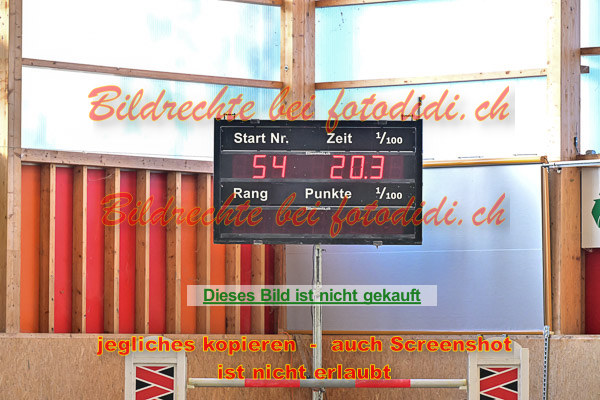 Bildrechte bei fotodidi.ch
Start Nr. Zeit 1/100
54 20.3
Rang Punkte 1/100
Bildrechte bei fotodidi.ch
Dieses Bild ist nicht gekauft
jegliches kopieren - auch Screenshot
ist nicht erlaubt